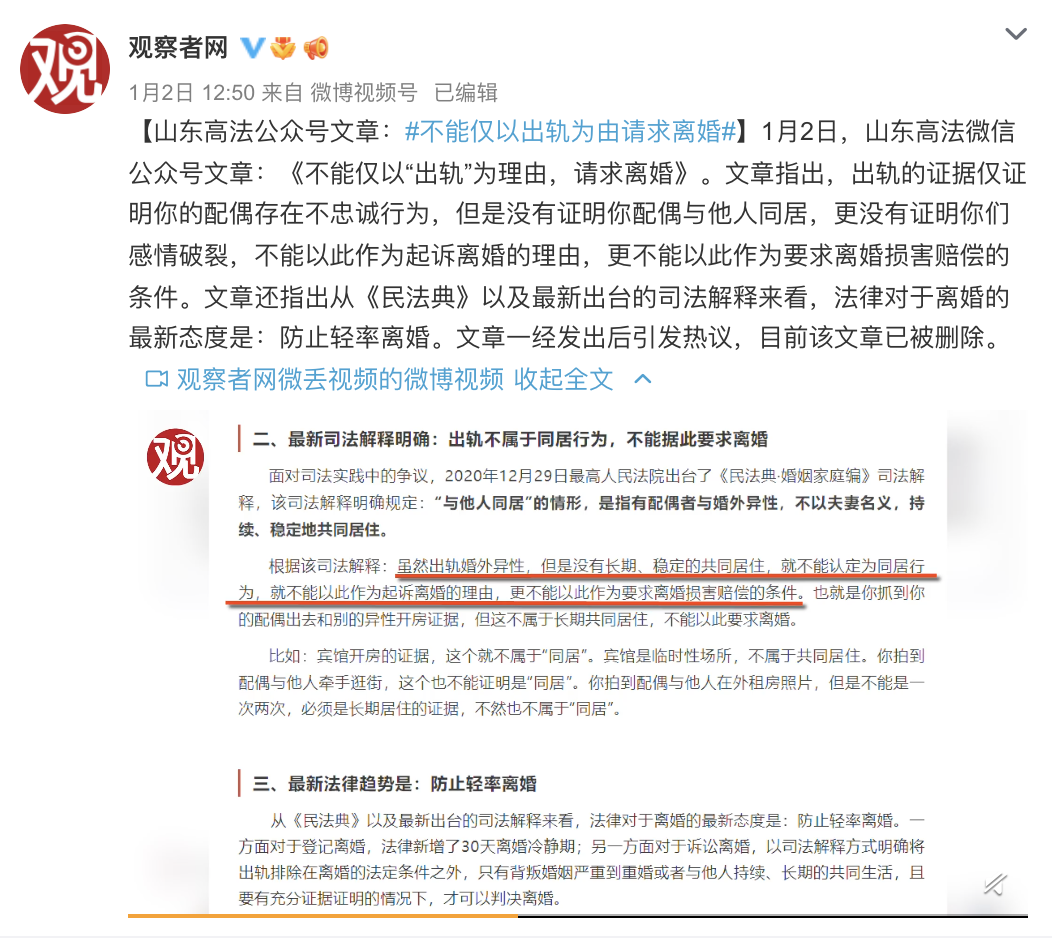 观察者网
1月2日 12:50 来自 微博视频号 已编辑
【山东高法公众号文章：#不能仅以出轨为由请求离婚#】1月2日，山东高法微信
公众号文章：《不能仅以“出轨”为理由，请求离婚》。文章指出，出轨的证据仅证
明你的配偶存在不忠诚行为，但是没有证明你配偶与他人同居，更没有证明你们
感情破裂，不能以此作为起诉离婚的理由，更不能以此作为要求离婚损害赔偿的
条件。文章还指出从《民法典》以及最新出台的司法解释来看，法律对于离婚的
最新态度是：防止轻率离婚。文章一经发出后引发热议，目前该文章已被删除。
观察者网微丢视频的微博视频 收起全文
观
观
二、最新司法解释明确：出轨不属于同居行为，不能据此要求离婚
面对司法实践中的争议，2020年12月29日最高人民法院出台了《民法典·婚姻家庭编》司法解
释，该司法解释明确规定：“与他人同居”的情形，是指有配偶者与婚外异性，不以夫妻名义，持
续、稳定地共同居住。
根据该司法解释：虽然出轨婚外异性，但是没有长期、稳定的共同居住，就不能认定为同居行
为，就不能以此作为起诉离婚的理由，更不能以此作为要求离婚损害赔偿的条件。也就是你抓到你
的配偶出去和别的异性开房证据，但这不属于长期共同居住，不能以此要求离婚。
比如：宾馆开房的证据，这个就不属于“同居”。宾馆是临时性场所，不属于共同居住。你拍到
配偶与他人牵手逛街，这个也不能证明是“同居”。你拍到配偶与他人在外租房照片，但是不能是一
次两次，必须是长期居住的证据，不然也不属于“同居”。
三、最新法律趋势是：防止轻率离婚
从《民法典》以及最新出台的司法解释来看，法律对于离婚的最新态度是：防止轻率离婚。一
方面对于登记离婚，法律新增了30天离婚冷静期；另一方面对于诉讼离婚，以司法解释方式明确将
出轨排除在离婚的法定条件之外，只有背叛婚姻严重到重婚或者与他人持续、长期的共同生活，且
要有充分证据证明的情况下，才可以判决离婚。